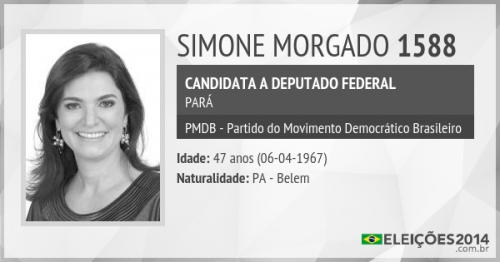 SIMONE MORGADO 1588
CANDIDATA A DEPUTADO FEDERAL
PARÁ
PMDB - Partido do Movimento Democrático Brasileiro
Idade: 47 anos (06-04-1967)
Naturalidade: PA - Belem
ELEIÇÕES2014
.com.br